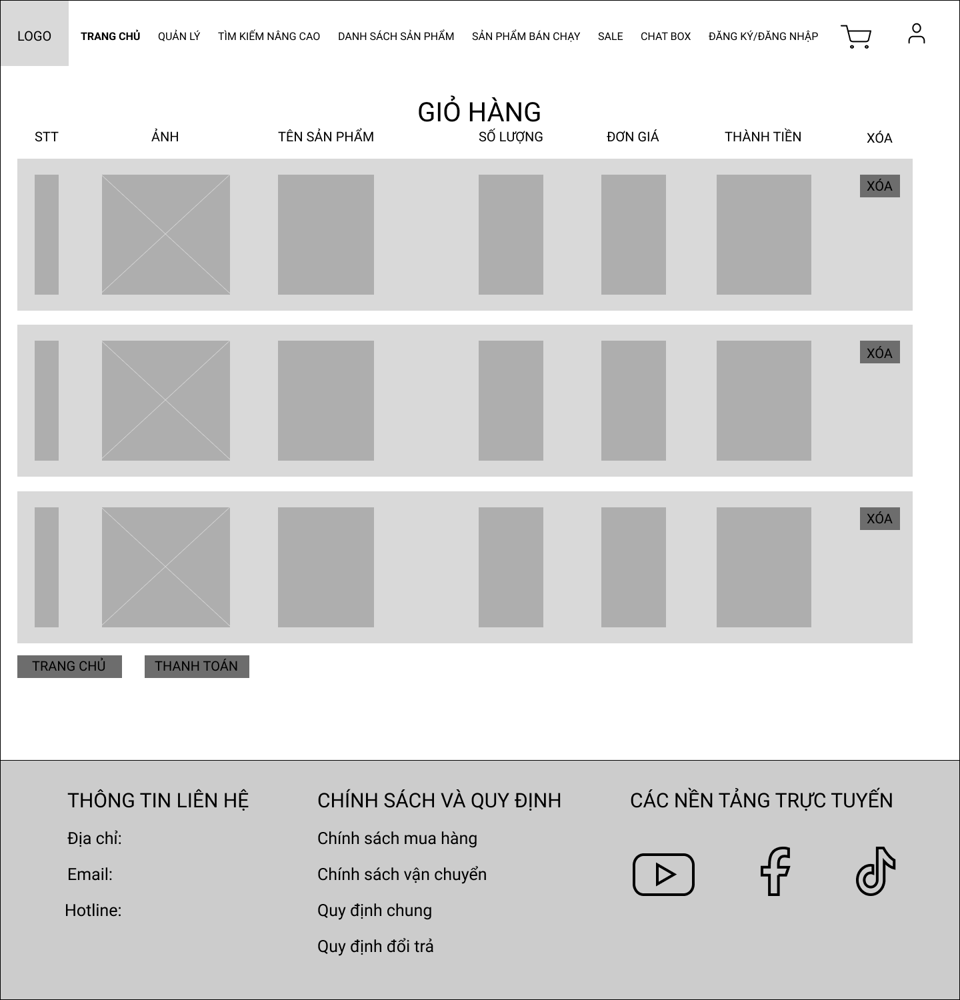 LOGO
TRANG CHỦ
QUẢN LÝ
TÌM KIẾM NÂNG CAO
DANH SÁCH SẢN PHẨM
SẢN PHẨM BÁN CHẠY
SALE
CHAT BOX
ĐĂNG KÝ/ĐĂNG NHẬP
GIỎ HÀNG
STT
ẢNH
TÊN SẢN PHẨM
SỐ LƯỢNG
ĐƠN GIÁ
THÀNH TIỀN
XÓA
XÓA
XÓA
XÓA
TRANG CHỦ
THANH TOÁN
THÔNG TIN LIÊN HỆ
Địa chỉ:
Email:
Hotline:
CHÍNH SÁCH VÀ QUY ĐỊNH
Chính sách mua hàng
Chính sách vận chuyển
Quy định chung
Quy định đổi trả
CÁC NỀN TẢNG TRỰC TUYẾN